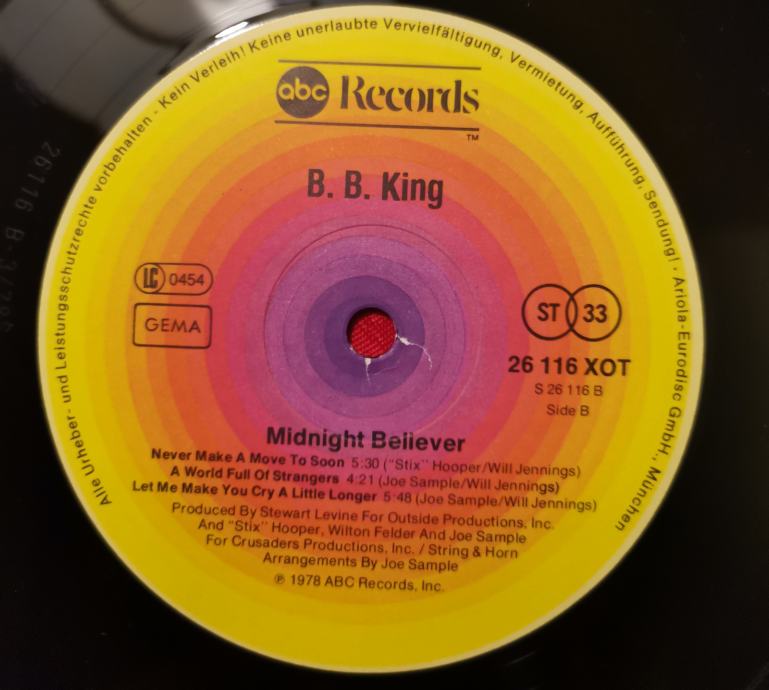 Alle Urheber- und Leistungsschutzrechte vorbehalten - Kein Verleih! Keine unerlaubte Vervielfältigung, Vermietung, Aufführung, Sendung! · Ariola-Eurodisc GmbH., München
abc Records
TM
B. B. King
LC 0454
GEMA
ST 33
26 116 XOT
S 26 116 B
Side B
Midnight Believer
Never Make A Move To Soon 5:30 ("Stix" Hooper/Will Jennings)
A World Full Of Strangers 4:21 (Joe Sample/Will Jennings)
Let Me Make You Cry A Little Longer 5:48 (Joe Sample/Will Jennings)
Produced By Stewart Levine For Outside Productions, Inc.
And "Stix" Hooper, Wilton Felder And Joe Sample
For Crusaders Productions, Inc. / String & Horn
Arrangements By Joe Sample
℗ 1978 ABC Records, Inc.
26116 B